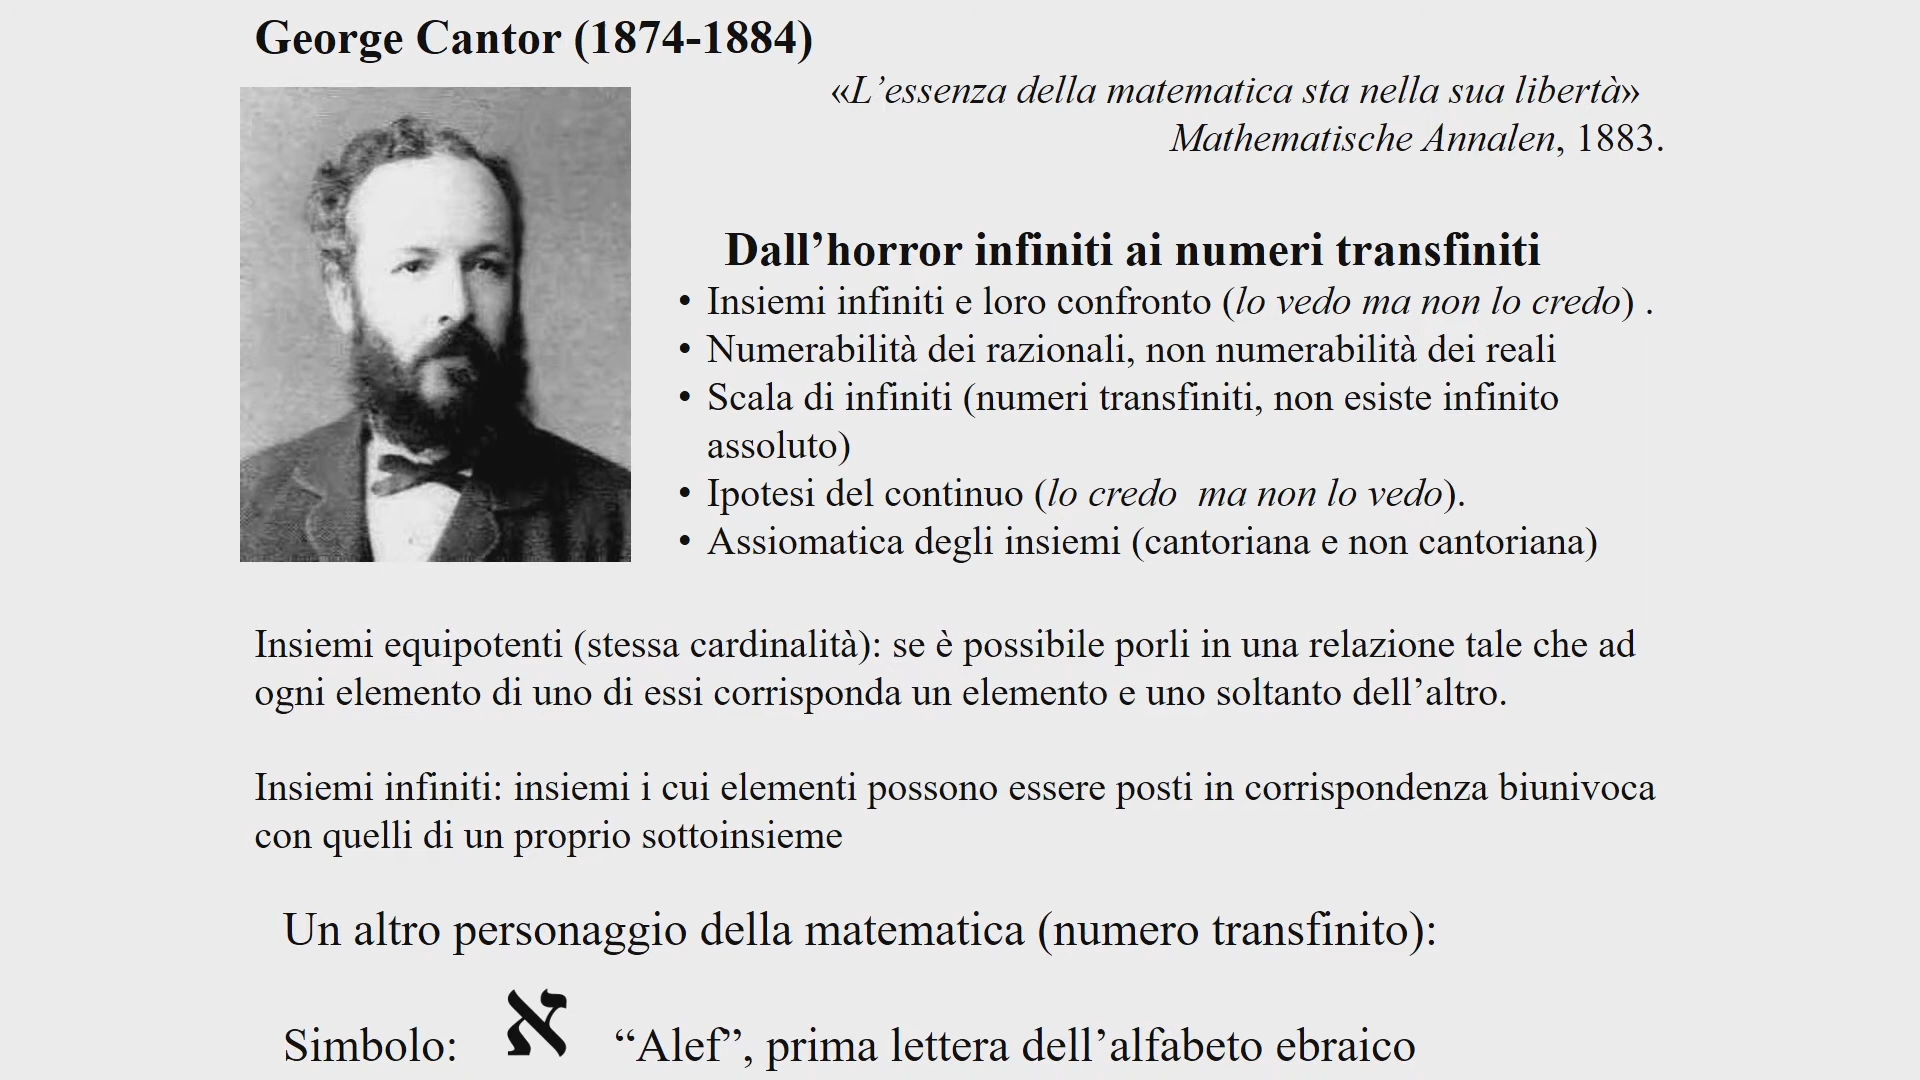 George Cantor (1874-1884)
«L’essenza della matematica sta nella sua libertà»
Mathematische Annalen, 1883.
Dall’horror infiniti ai numeri transfiniti
• Insiemi infiniti e loro confronto (lo vedo ma non lo credo) .
• Numerabilità dei razionali, non numerabilità dei reali
• Scala di infiniti (numeri transfiniti, non esiste infinito
assoluto)
• Ipotesi del continuo (lo credo  ma non lo vedo).
• Assiomatica degli insiemi (cantoriana e non cantoriana)
Insiemi equipotenti (stessa cardinalità): se è possibile porli in una relazione tale che ad
ogni elemento di uno di essi corrisponda un elemento e uno soltanto dell’altro.
Insiemi infiniti: insiemi i cui elementi possono essere posti in corrispondenza biunivoca
con quelli di un proprio sottoinsieme
Un altro personaggio della matematica (numero transfinito):
Simbolo: א “Alef”, prima lettera dell’alfabeto ebraico